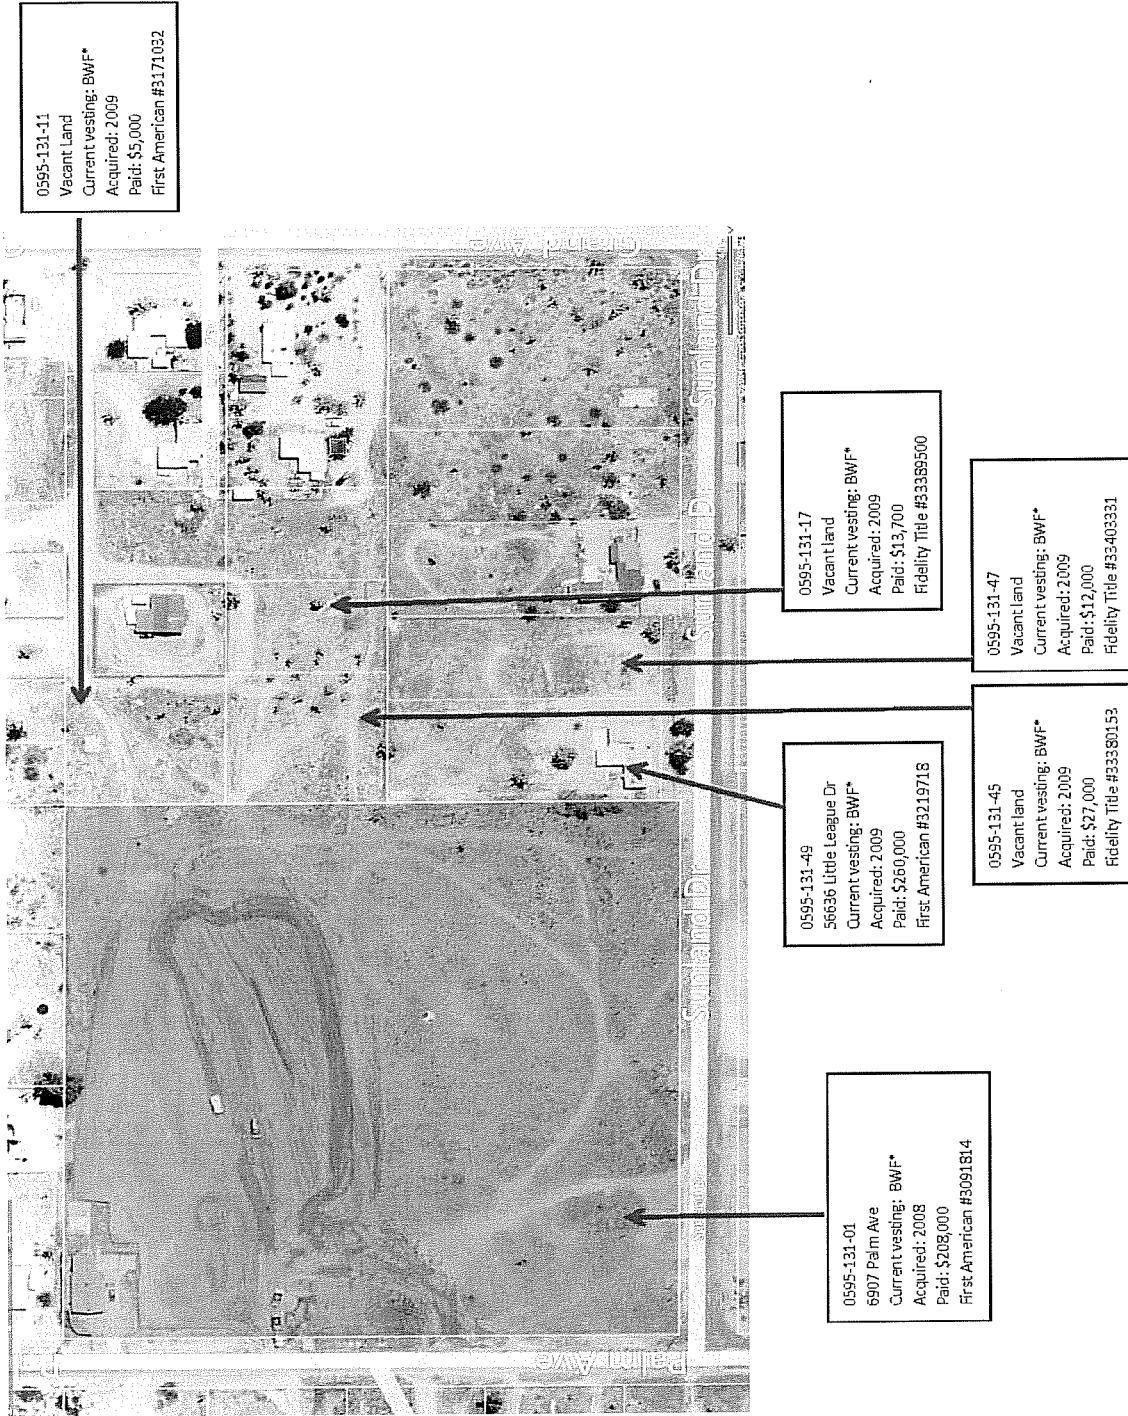 0595-131-11
Vacant Land
Current vesting: BWF*
Acquired: 2009
Paid: $5,000
First American #3171032
Grand Ave
Palm Ave
Sunland Dr
Sunland Dr
Sunland Dr
0595-131-01
6907 Palm Ave
Current vesting: BWF*
Acquired: 2008
Paid: $208,000
First American #3091814
0595-131-49
56636 Little League Dr
Current vesting: BWF*
Acquired: 2009
Paid: $260,000
First American #3219718
0595-131-17
Vacant land
Current vesting: BWF*
Acquired: 2009
Paid: $13,700
Fidelity Title #33389500
0595-131-45
Vacant land
Current vesting: BWF*
Acquired: 2009
Paid: $27,000
Fidelity Title #33380153
0595-131-47
Vacant land
Current vesting: BWF*
Acquired: 2009
Paid: $12,000
Fidelity Title #33403331